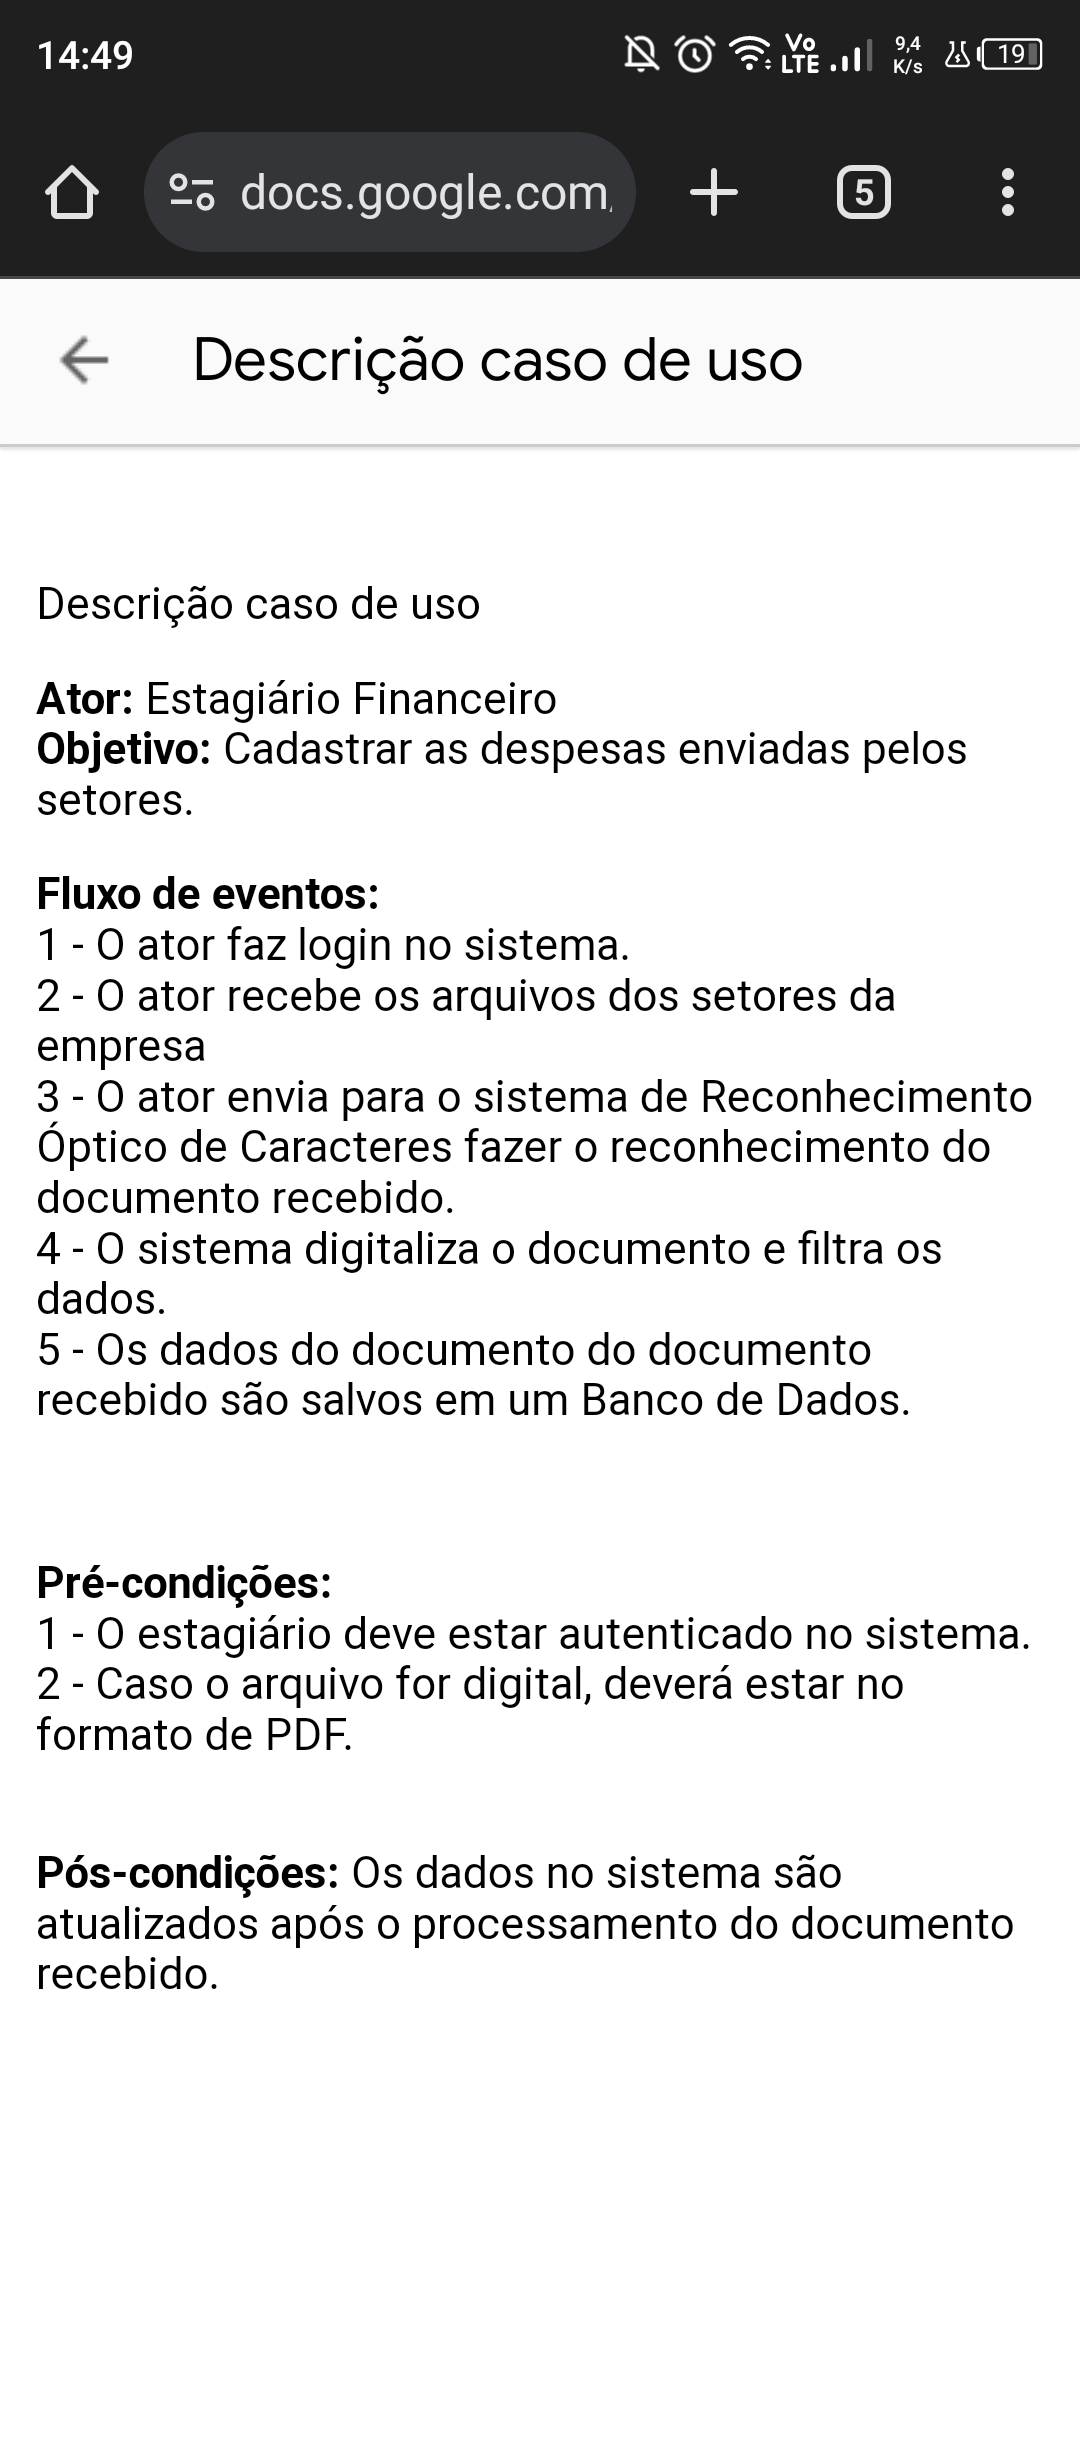 14:49
Vo
LTE
9,4
K/s
19
docs.google.com
5
Descrição caso de uso
Descrição caso de uso
Ator: Estagiário Financeiro
Objetivo: Cadastrar as despesas enviadas pelos
setores.
Fluxo de eventos:
1 - O ator faz login no sistema.
2 - O ator recebe os arquivos dos setores da
empresa
3 - O ator envia para o sistema de Reconhecimento
Óptico de Caracteres fazer o reconhecimento do
documento recebido.
4 - O sistema digitaliza o documento e filtra os
dados.
5 - Os dados do documento do documento
recebido são salvos em um Banco de Dados.
Pré-condições:
1 - O estagiário deve estar autenticado no sistema.
2 - Caso o arquivo for digital, deverá estar no
formato de PDF.
Pós-condições: Os dados no sistema são
atualizados após o processamento do documento
recebido.